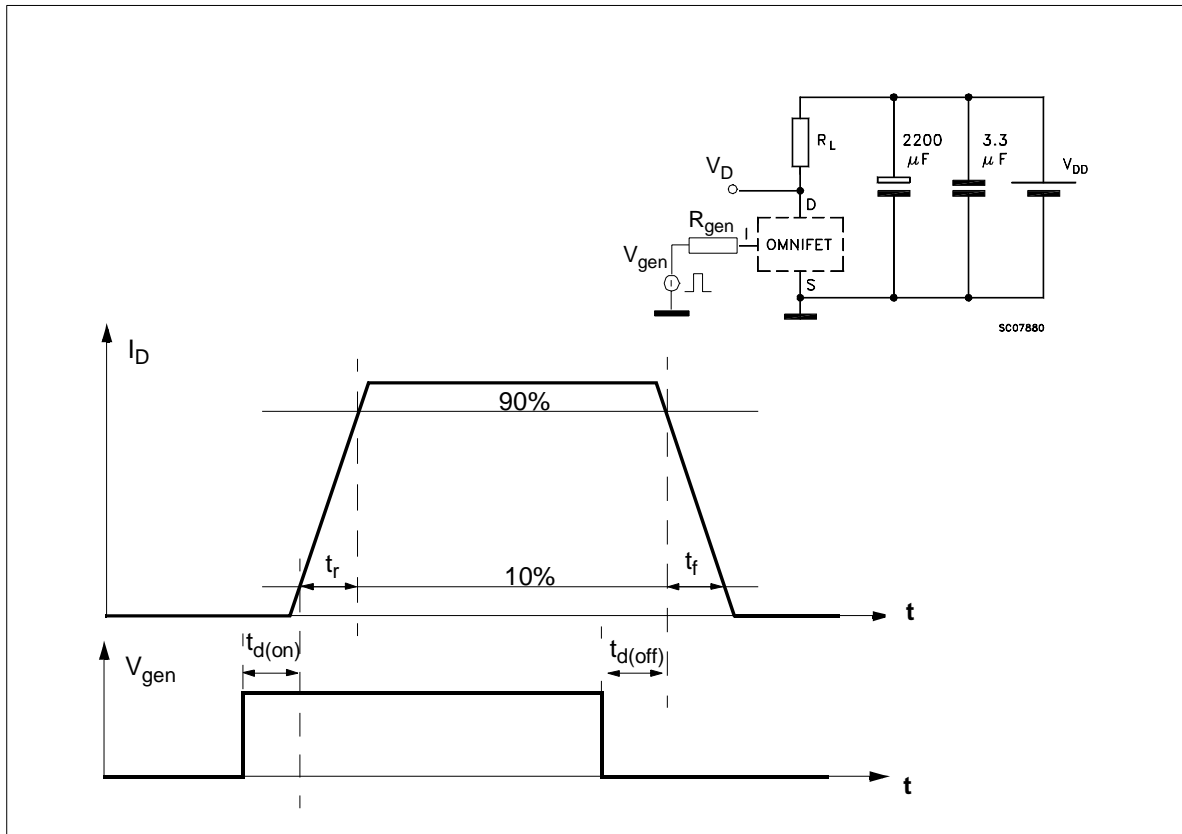 2200
μF
3.3
μF
R_L
V_DD
V_D
D
R_gen
I
OMNIFET
V_gen
S
SC07880
I_D
90%
t_r
10%
t_f
t
t_d(on)
t_d(off)
V_gen
t